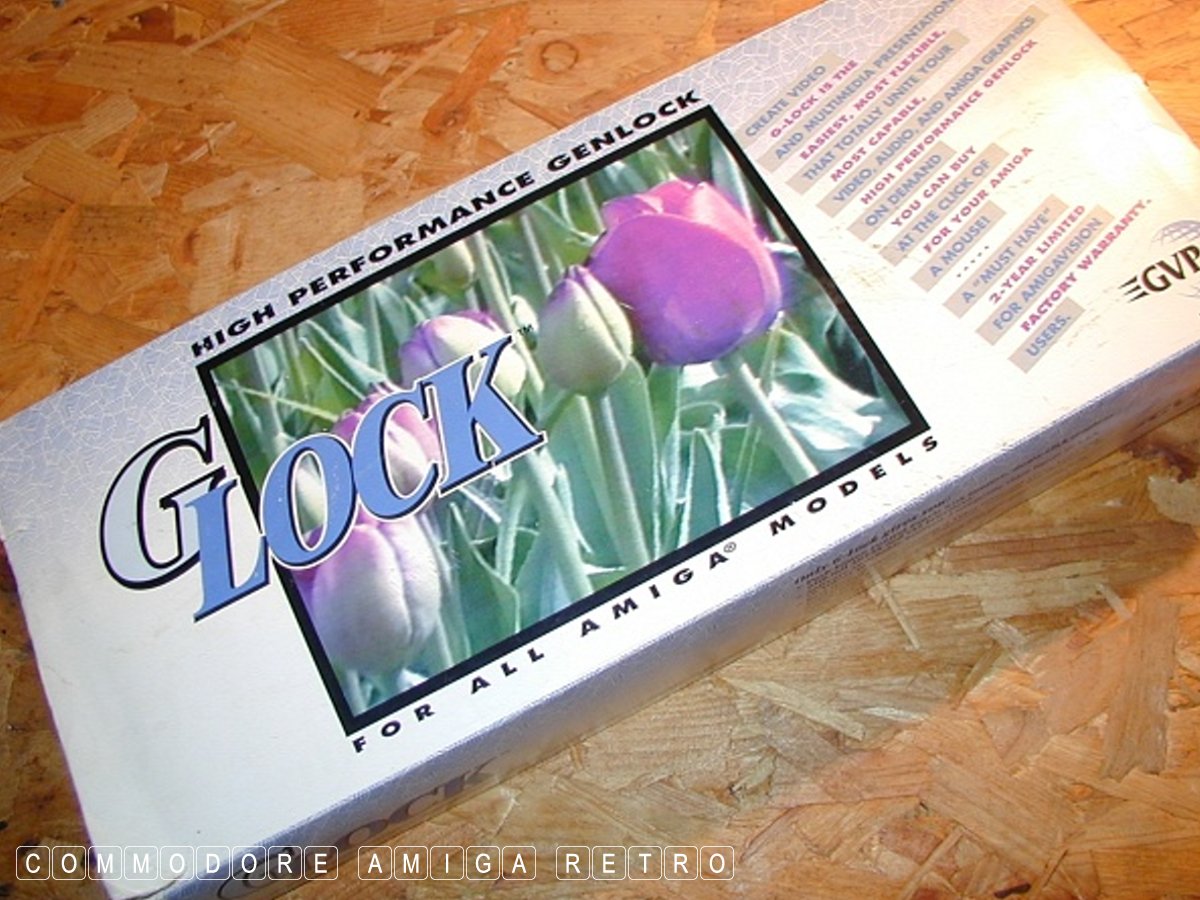 HIGH PERFORMANCE GENLOCK
GLOCK™
FOR ALL AMIGA® MODELS
CREATE VIDEO
G-LOCK IS THE
AND MULTIMEDIA PRESENTATIONS
EASIEST, MOST FLEXIBLE,
THAT TOTALLY UNITE YOUR
MOST CAPABLE,
VIDEO, AUDIO, AND AMIGA GRAPHICS
HIGH PERFORMANCE GENLOCK
ON DEMAND
YOU CAN BUY
AT THE CLICK OF
FOR YOUR AMIGA
A MOUSE!
....
A "MUST HAVE"
2-YEAR LIMITED
FOR AMIGAVISION
FACTORY WARRANTY.
USERS.
GVP
GLOCK
COMMODORE AMIGA RETRO